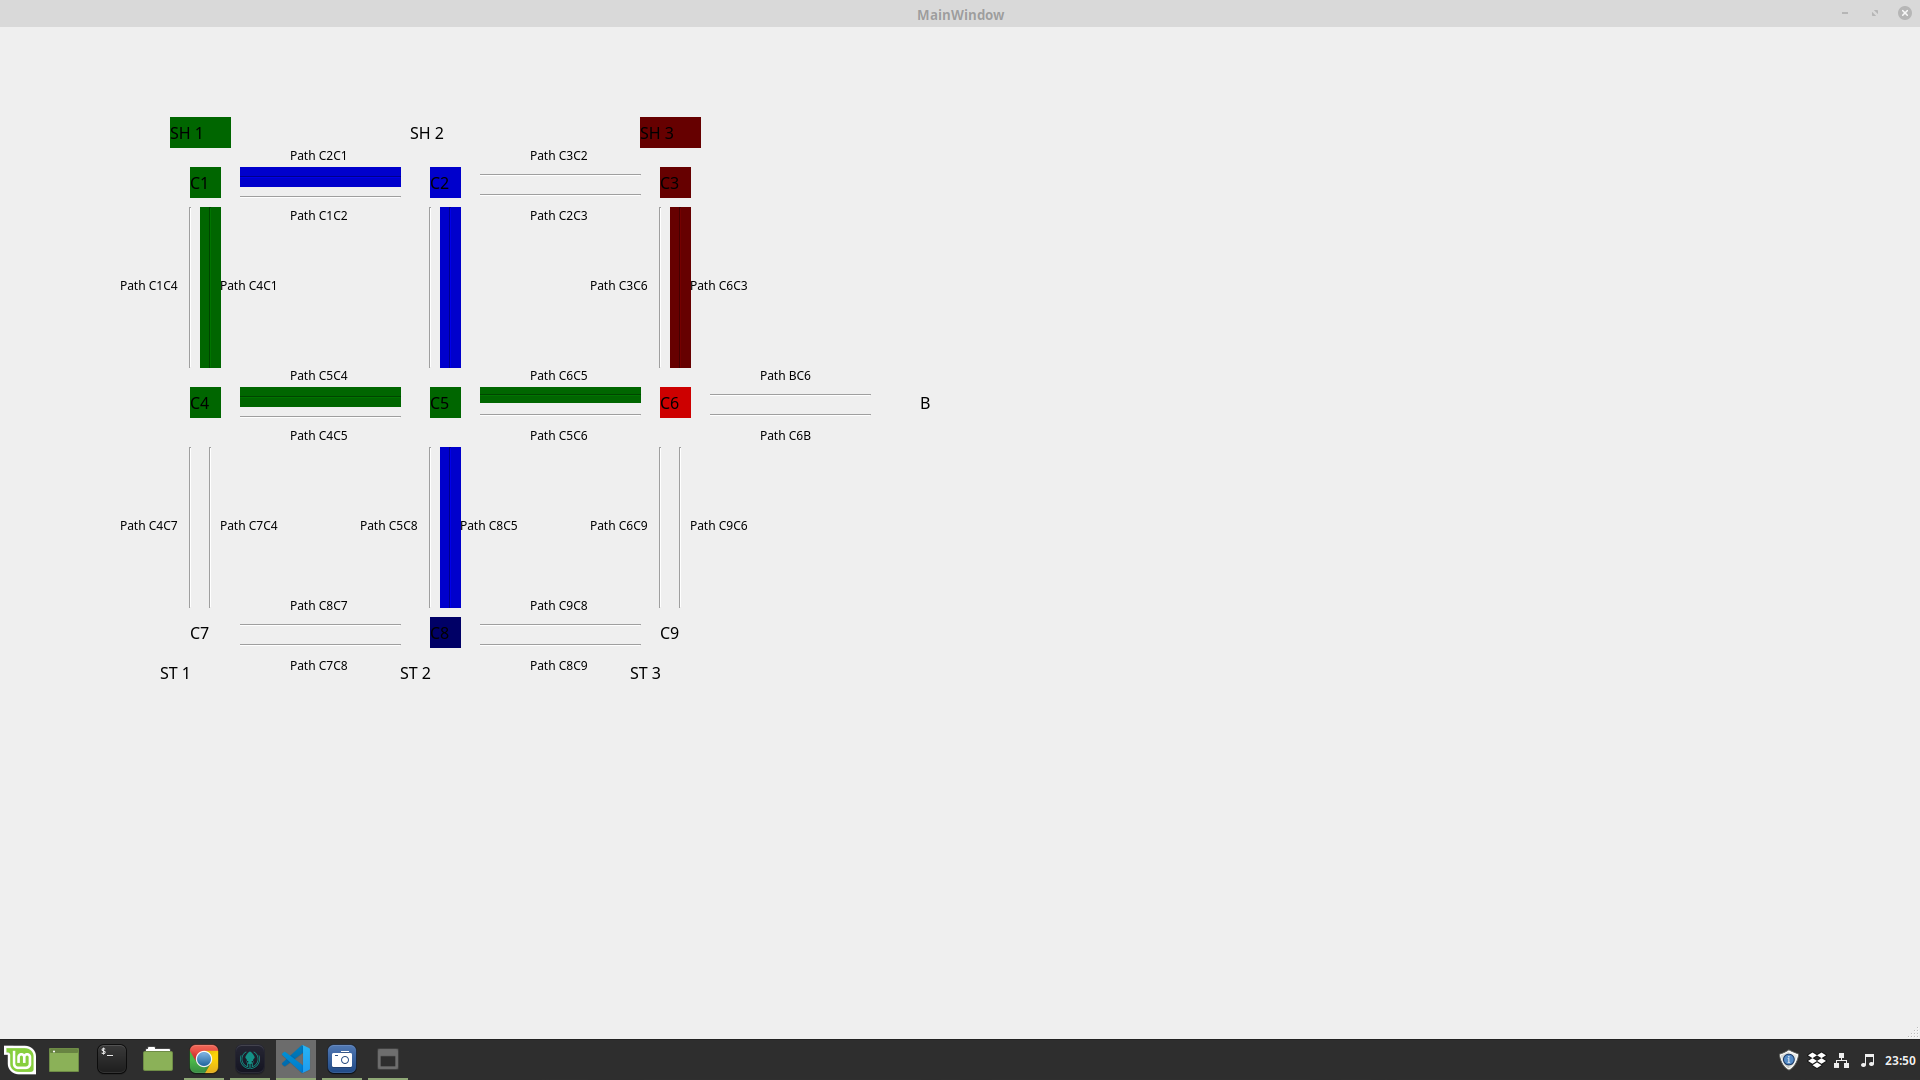 MainWindow
SH 1
SH 2
SH 3
Path C2C1
Path C3C2
C1
C2
C3
Path C1C2
Path C2C3
Path C1C4
Path C4C1
Path C3C6
Path C6C3
Path C5C4
Path C6C5
Path BC6
C4
C5
C6
B
Path C4C5
Path C5C6
Path C6B
Path C4C7
Path C7C4
Path C5C8
Path C8C5
Path C6C9
Path C9C6
Path C8C7
Path C9C8
C7
C8
C9
Path C7C8
Path C8C9
ST 1
ST 2
ST 3
23:50